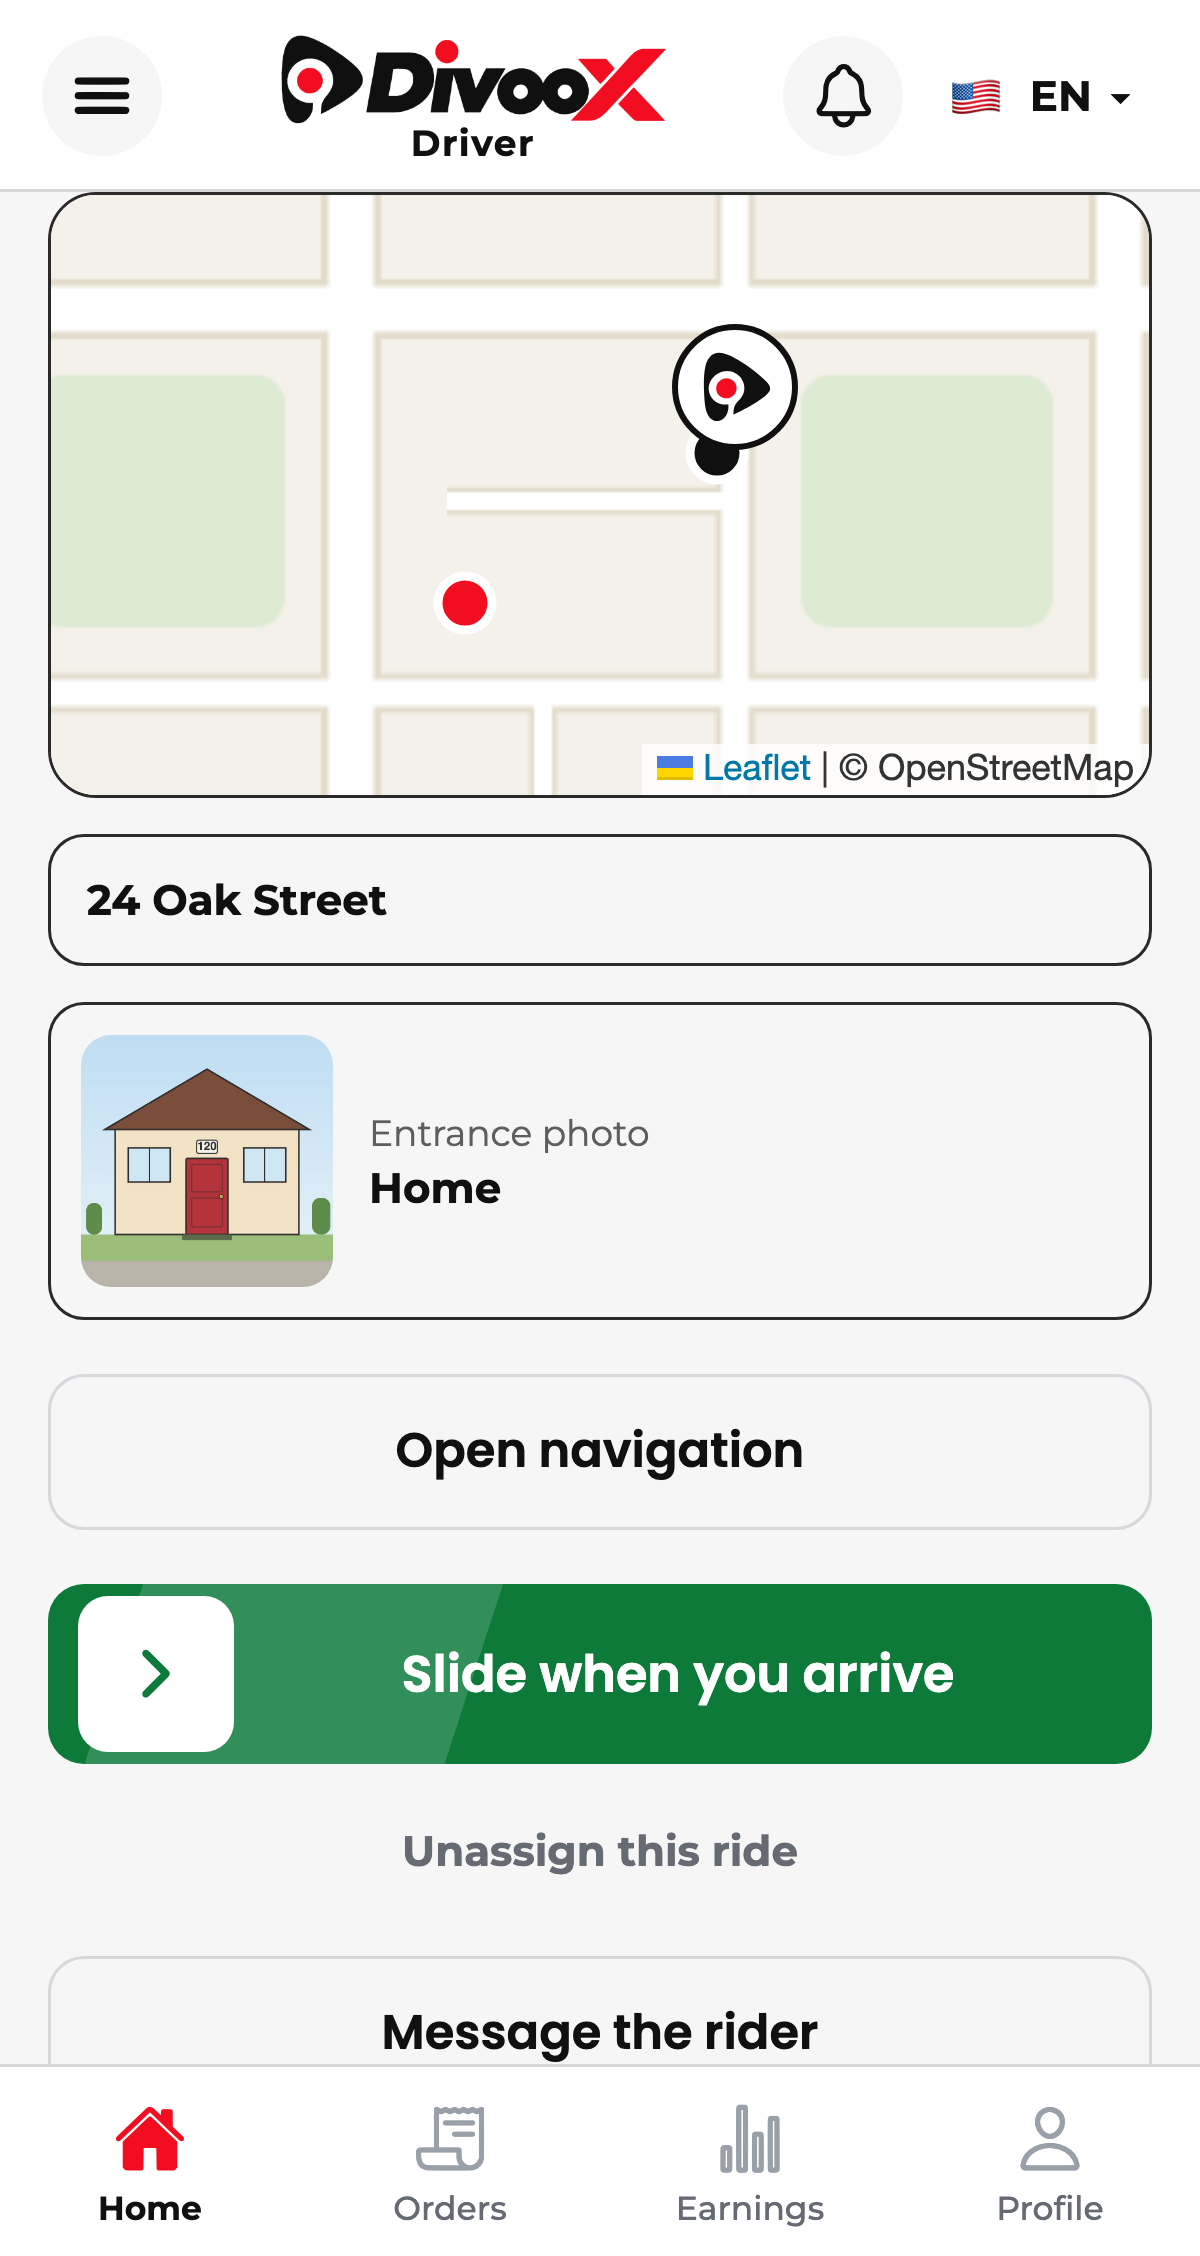 DivooX
Driver
EN
Leaflet | © OpenStreetMap
24 Oak Street
120
Entrance photo
Home
Open navigation
Slide when you arrive
Unassign this ride
Message the rider
Home
Orders
Earnings
Profile